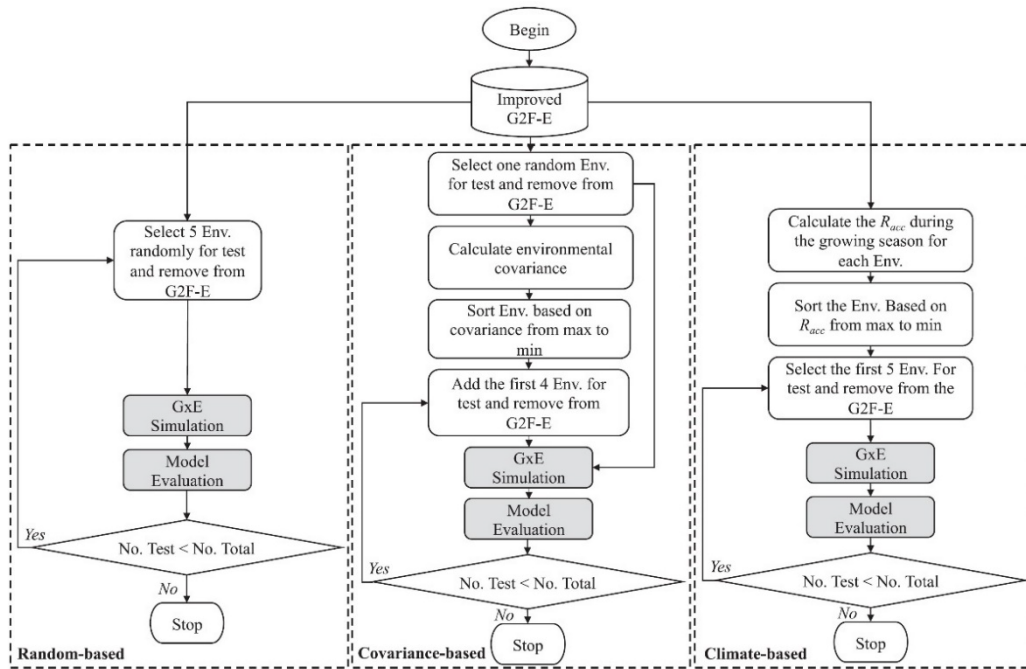 Begin
Improved
G2F-E
Select 5 Env.
randomly for test
and remove from
G2F-E
GxE
Simulation
Model
Evaluation
Yes
No. Test < No. Total
No
Stop
Random-based
Select one random Env.
for test and remove from
G2F-E
Calculate environmental
covariance
Sort Env. based on
covariance from max to
min
Add the first 4 Env. for
test and remove from
G2F-E
GxE
Simulation
Model
Evaluation
Yes
No. Test < No. Total
No
Stop
Covariance-based
Calculate the Racc during
the growing season for
each Env.
Sort the Env. Based on
Racc from max to min
Select the first 5 Env. For
test and remove from the
G2F-E
GxE
Simulation
Model
Evaluation
Yes
No. Test < No. Total
No
Stop
Climate-based